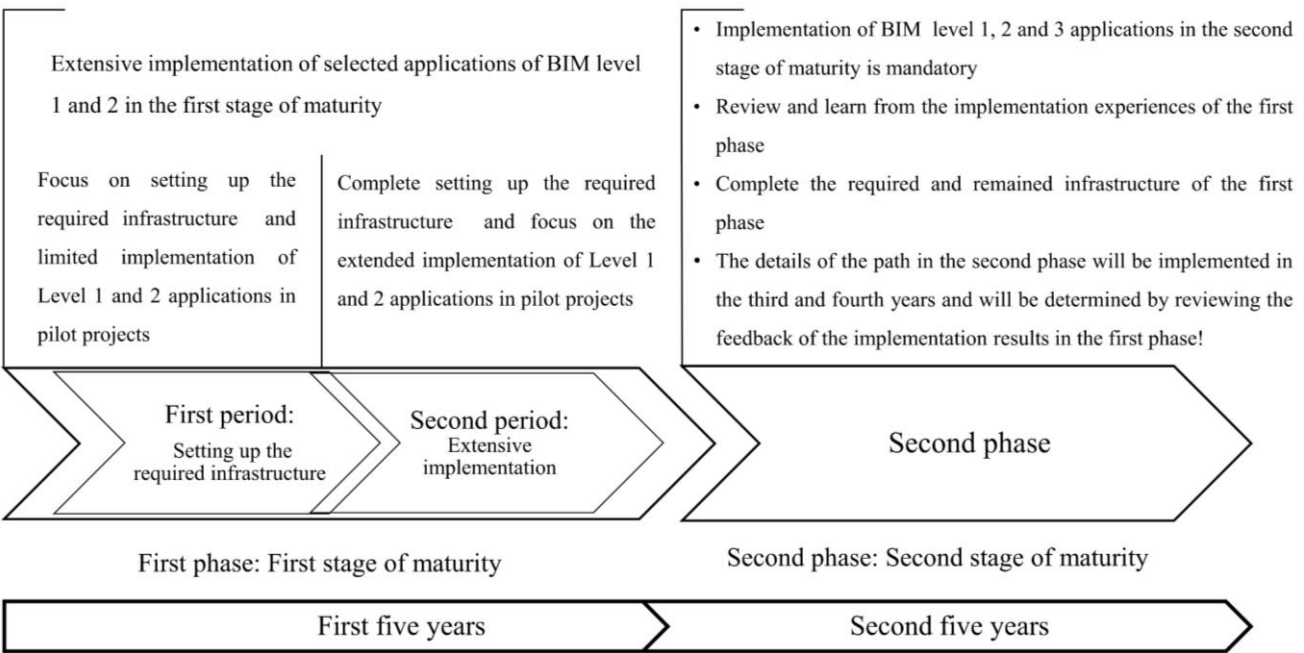 Extensive implementation of selected applications of BIM level
1 and 2 in the first stage of maturity
Focus on setting up the
required infrastructure and
limited implementation of
Level 1 and 2 applications in
pilot projects
Complete setting up the required
infrastructure and focus on the
extended implementation of Level 1
and 2 applications in pilot projects
• Implementation of BIM level 1, 2 and 3 applications in the second
stage of maturity is mandatory
• Review and learn from the implementation experiences of the first
phase
• Complete the required and remained infrastructure of the first
phase
• The details of the path in the second phase will be implemented in
the third and fourth years and will be determined by reviewing the
feedback of the implementation results in the first phase!
First period:
Setting up the
required infrastructure
Second period:
Extensive
implementation
Second phase
First phase: First stage of maturity
Second phase: Second stage of maturity
First five years
Second five years